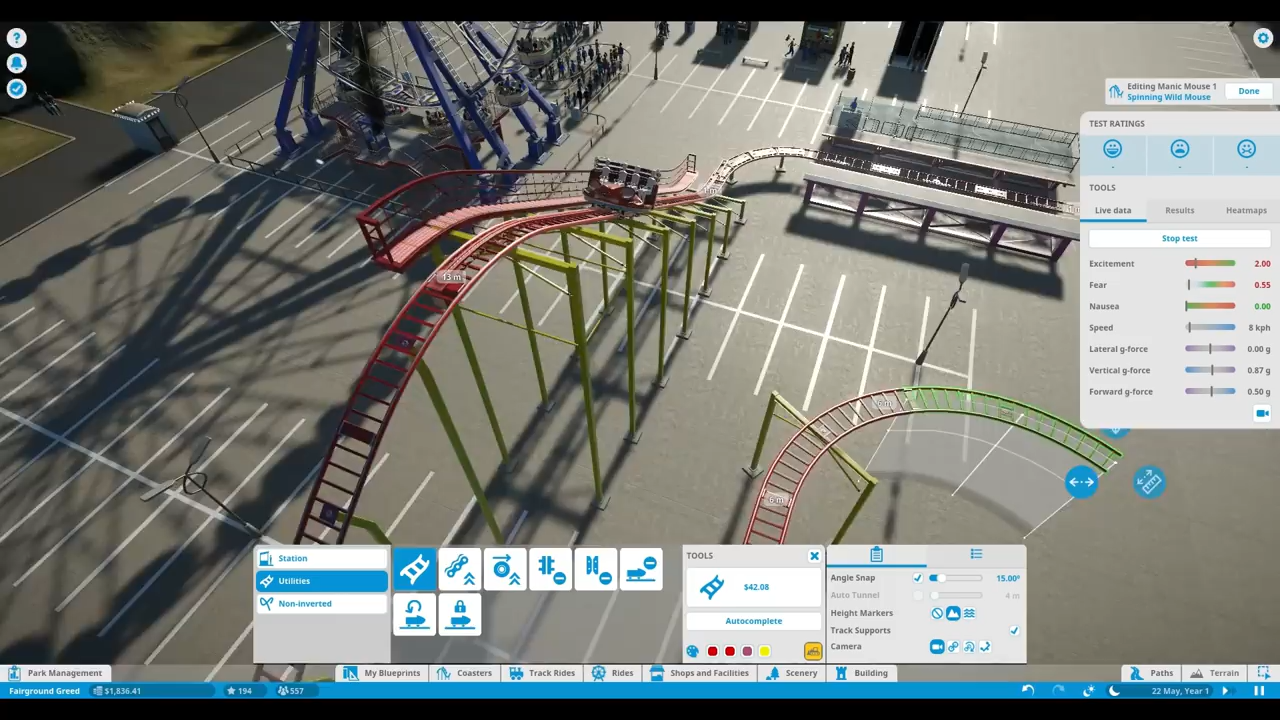 ?
Editing Manic Mouse 1
Spinning Wild Mouse
Done
TEST RATINGS
- - -
TOOLS
Live data Results Heatmaps
Stop test
Excitement 2.00
Fear 0.55
Nausea 0.00
Speed 8 kph
Lateral g-force 0.00 g
Vertical g-force 0.87 g
Forward g-force 0.50 g
13 m
6 m
Station
Utilities
Non-inverted
TOOLS
$42.08
Autocomplete
Angle Snap 15.00°
Auto Tunnel 4 m
Height Markers
Track Supports
Camera
Park Management
My Blueprints Coasters Track Rides Rides Shops and Facilities Scenery Building
Paths Terrain
Fairground Greed $1,836.41 194 557
22 May, Year 1